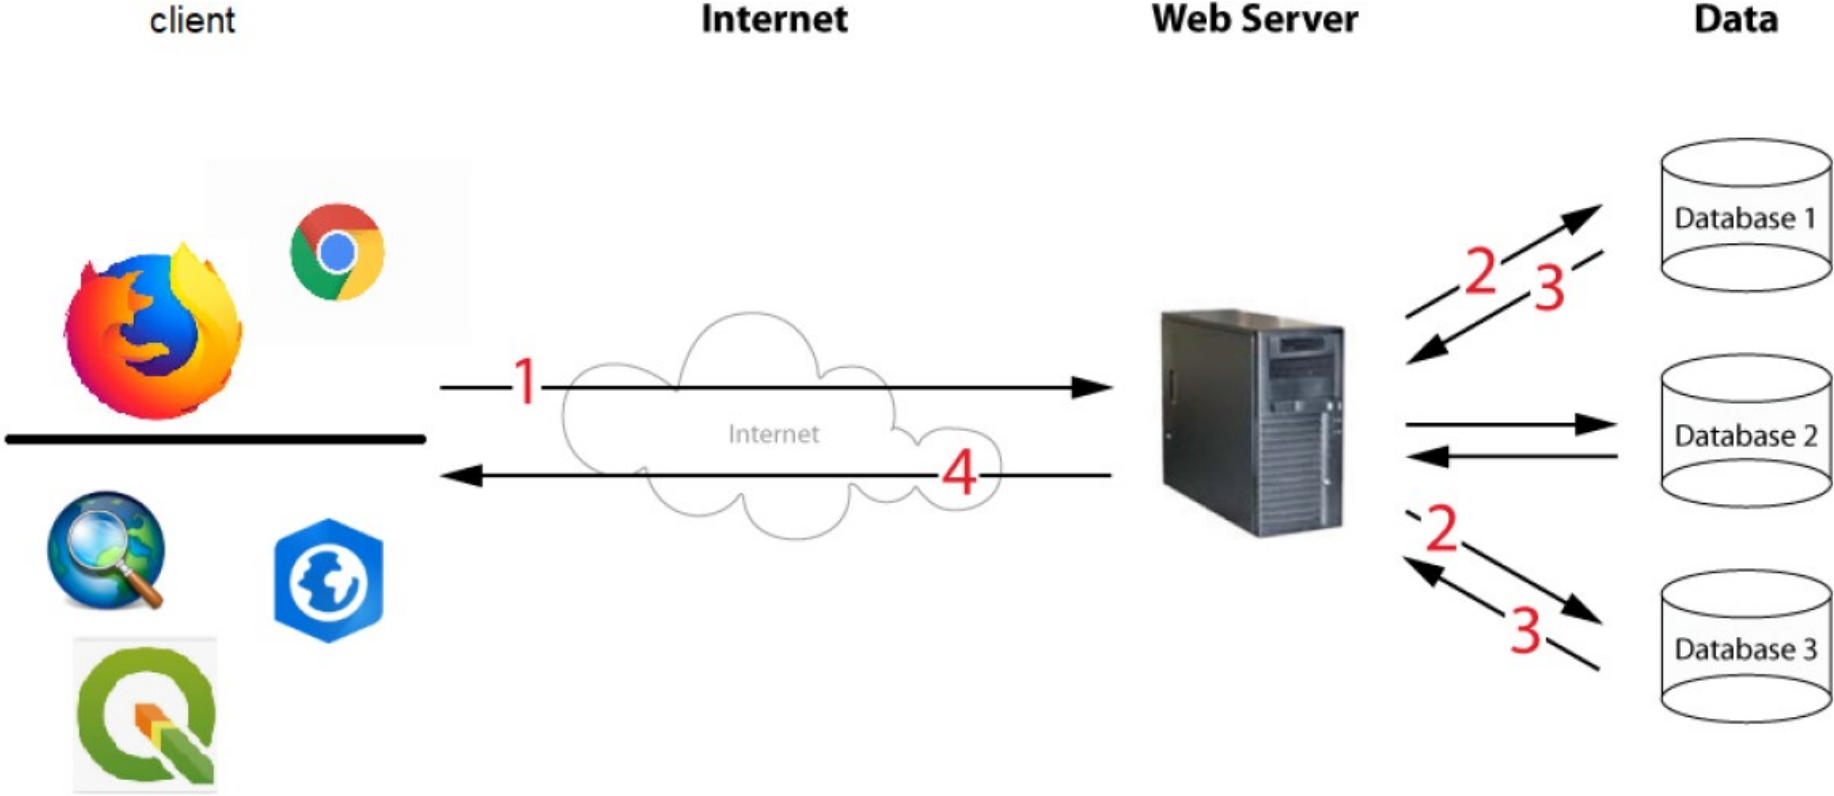 client
Internet
Web Server
Data
Database 1
2
3
1
Internet
4
Database 2
2
3
Database 3